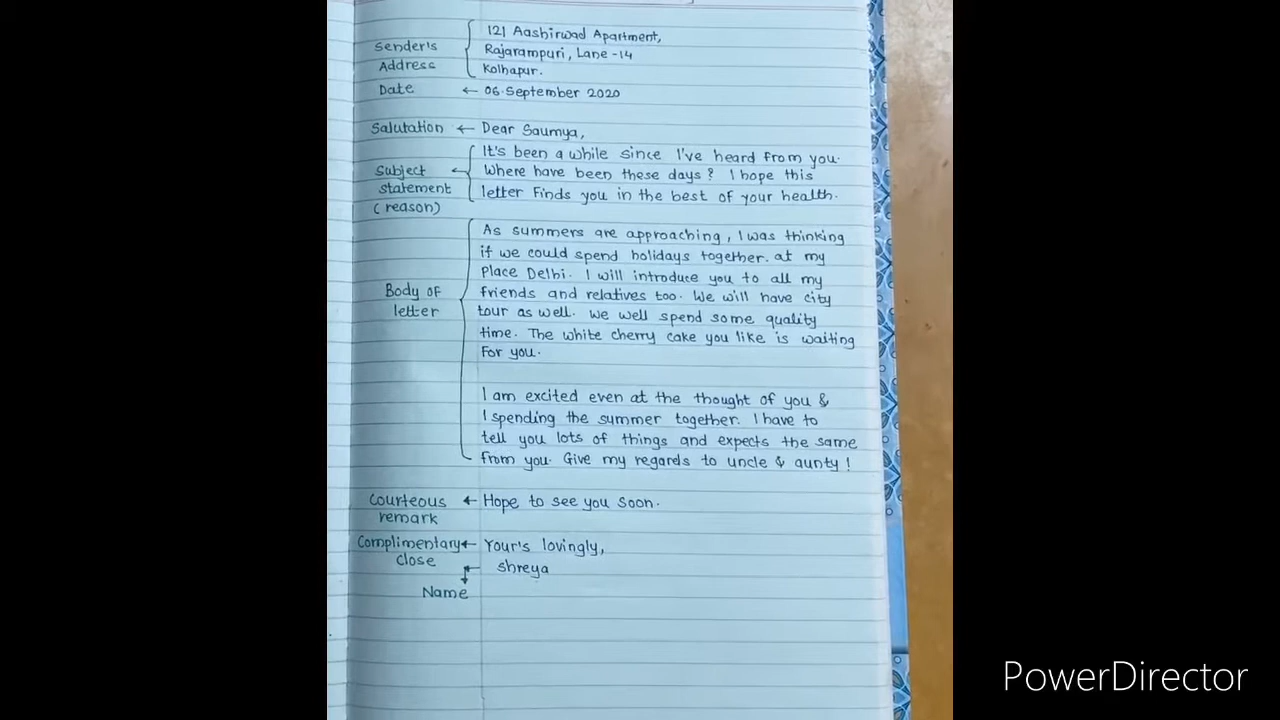 121 Aashirwad Apartment,
Sender's Rajarampuri, Lane-14
Address Kolhapur.
Date ← 06.September 2020
Salutation ← Dear Saumya,
It's been a while since I've heard from you.
Subject ← Where have been these days? I hope this
statement letter finds you in the best of your health.
(reason)
As summers are approaching, I was thinking
if we could spend holidays together. at my
Place Delhi. I will introduce you to all my
Body of friends and relatives too. We will have city
letter tour as well. we well spend some quality
time. The white cherry cake you like is waiting
for you.
I am excited even at the thought of you &
I spending the summer together. I have to
tell you lots of things and expects the same
from you. Give my regards to uncle & aunty!
Courteous ← Hope to see you soon.
remark
Complimentary ← Your's lovingly,
close shreya
Name
PowerDirector